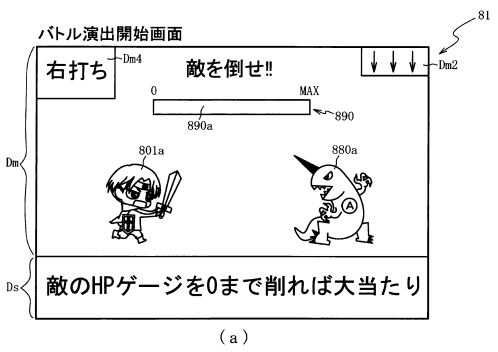 バトル演出開始画面
81
右打ち
Dm4
敵を倒せ!!
↓ ↓ ↓
Dm2
0 MAX
890a
890
Dm
801a
880a
A
Ds
敵のHPゲージを0まで削れば大当たり
(a)